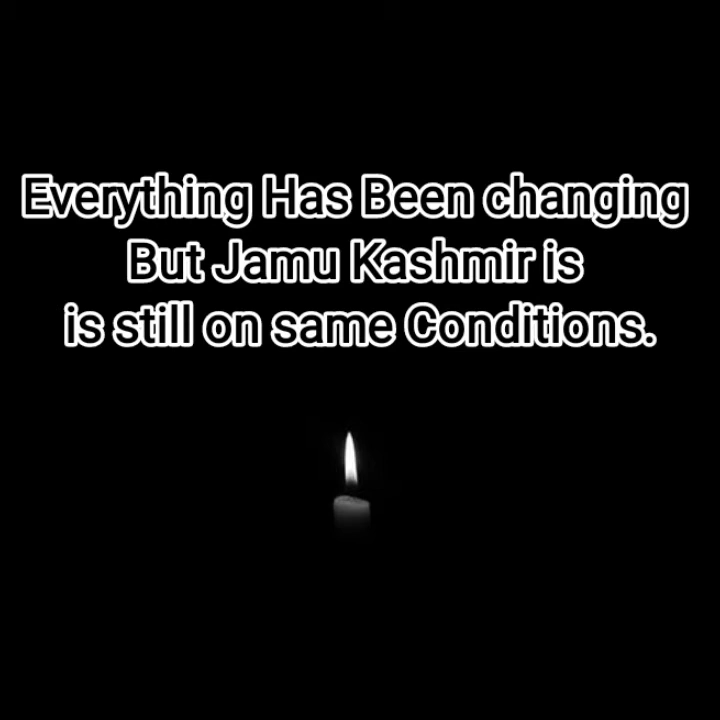 Everything Has Been changing
But Jamu Kashmir is
is still on same Conditions.